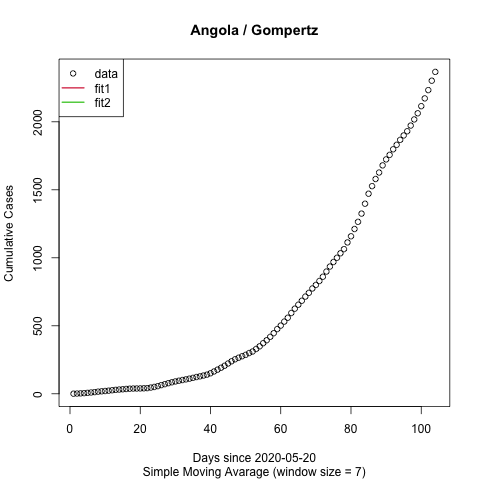 Angola / Gompertz
data
fit1
fit2
Cumulative Cases
2000
1500
1000
500
0
0 20 40 60 80 100
Days since 2020-05-20
Simple Moving Avarage (window size = 7)